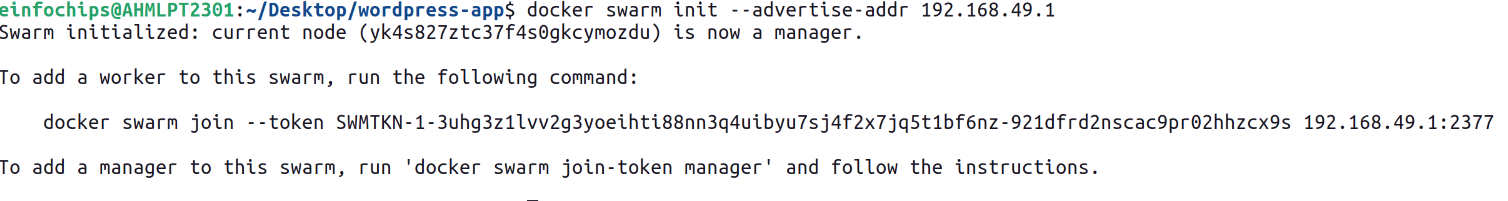 einfochips@AHMLPT2301:~/Desktop/wordpress-app$ docker swarm init --advertise-addr 192.168.49.1
Swarm initialized: current node (yk4s827ztc37f4s0gkcymozdu) is now a manager.
To add a worker to this swarm, run the following command:
docker swarm join --token SWMTKN-1-3uhg3z1lvv2g3yoeihti88nn3q4uibyu7sj4f2x7jq5t1bf6nz-921dfrd2nscac9pr02hhzcx9s 192.168.49.1:2377
To add a manager to this swarm, run 'docker swarm join-token manager' and follow the instructions.